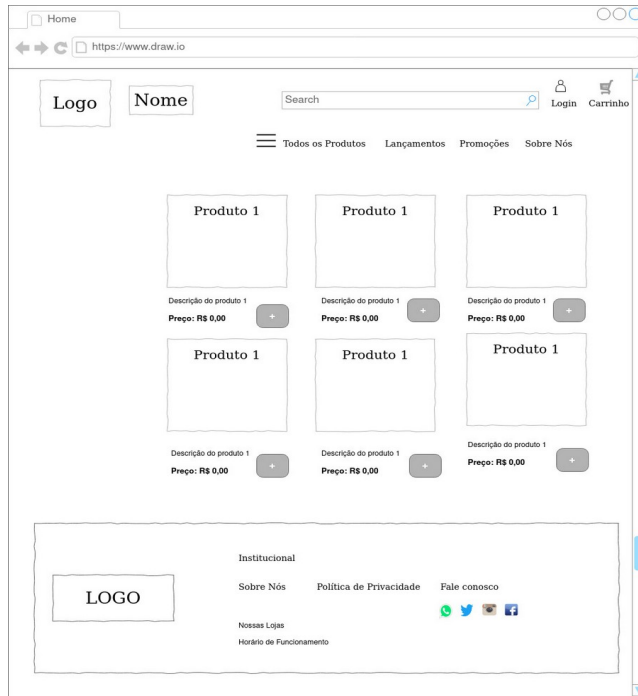 Home
https://www.draw.io
Logo
Nome
Search
Login
Carrinho
Todos os Produtos Lançamentos Promoções Sobre Nós
Produto 1 Produto 1 Produto 1
Descrição do produto 1 Descrição do produto 1 Descrição do produto 1
Preço: R$ 0,00 + Preço: R$ 0,00 + Preço: R$ 0,00 +
Produto 1 Produto 1 Produto 1
Descrição do produto 1 Descrição do produto 1 Descrição do produto 1
Preço: R$ 0,00 + Preço: R$ 0,00 + Preço: R$ 0,00 +
Institucional
Sobre Nós Política de Privacidade Fale conosco
LOGO
Nossas Lojas
Horário de Funcionamento